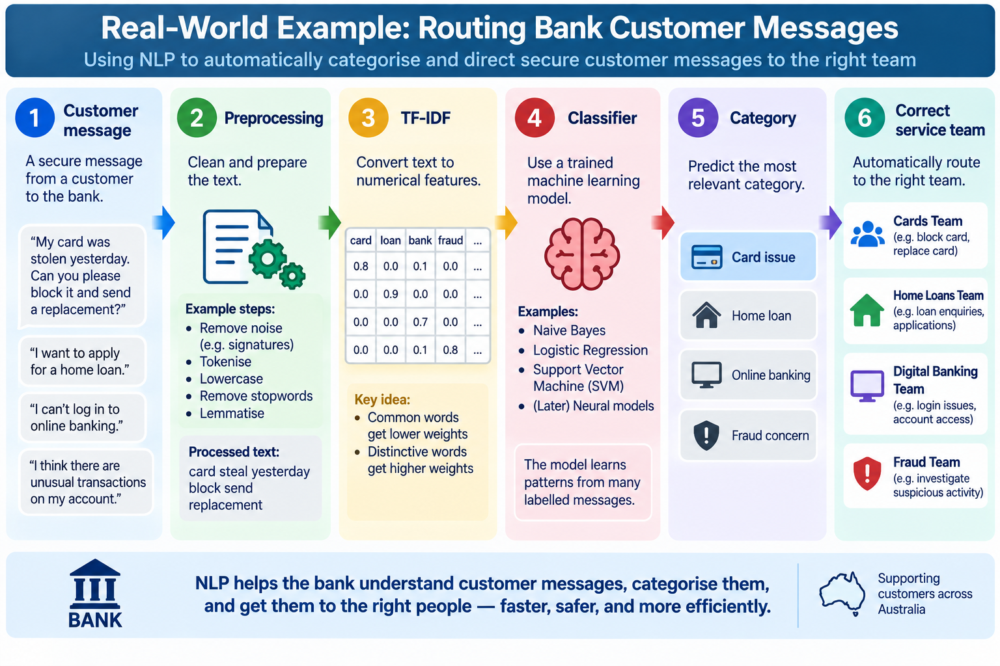 Real-World Example: Routing Bank Customer Messages
Using NLP to automatically categorise and direct secure customer messages to the right team
1
Customer
message
A secure message
from a customer
to the bank.
“My card was
stolen yesterday.
Can you please
block it and send
a replacement?”
“I want to apply
for a home loan.”
“I can’t log in to
online banking.”
“I think there are
unusual transactions
on my account.”
2
Preprocessing
Clean and prepare
the text.
Example steps:
• Remove noise
(e.g. signatures)
• Tokenise
• Lowercase
• Remove stopwords
• Lemmatise
Processed text:
card steal yesterday
block send
replacement
3
TF-IDF
Convert text to
numerical features.
card loan bank fraud ...
0.8 0.0 0.1 0.0 ...
0.0 0.9 0.0 0.0 ...
0.0 0.0 0.7 0.0 ...
0.0 0.0 0.1 0.8 ...
Key idea:
• Common words
get lower weights
• Distinctive words
get higher weights
4
Classifier
Use a trained
machine learning
model.
Examples:
• Naive Bayes
• Logistic Regression
• Support Vector
Machine (SVM)
• (Later) Neural models
The model learns
patterns from many
labelled messages.
5
Category
Predict the most
relevant category.
Card issue
Home loan
Online banking
Fraud concern
6
Correct
service team
Automatically route
to the right team.
Cards Team
(e.g. block card,
replace card)
Home Loans Team
(e.g. loan enquiries,
applications)
Digital Banking
Team
(e.g. login issues,
account access)
Fraud Team
(e.g. investigate
suspicious activity)
BANK
NLP helps the bank understand customer messages, categorise them,
and get them to the right people — faster, safer, and more efficiently.
Supporting
customers across
Australia